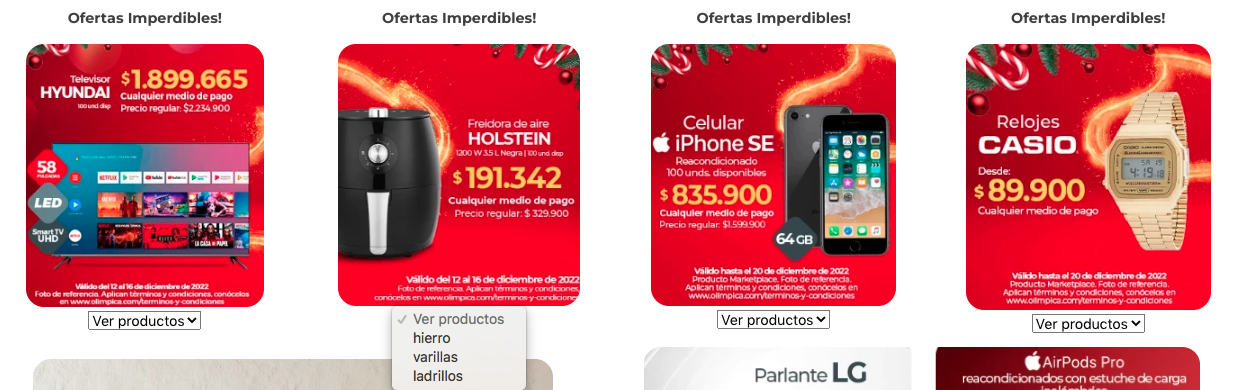 Ofertas Imperdibles!
Televisor
HYUNDAI
100 und. disp
$1.899.665
Cualquier medio de pago
Precio regular: $2.234.900
58
PULGADAS
LED
Smart TV
UHD
NETFLIX
YouTube
LA CASA DE PAPEL
Válido del 12 al 16 de diciembre de 2022
Foto de referencia. Aplican términos y condiciones, conócelos
en www.olimpica.com/terminos-y-condiciones
Ver productos
Ofertas Imperdibles!
Freidora de aire
HOLSTEIN
1200 W 3.5 L Negra | 100 und. disp
$191.342
Cualquier medio de pago
Precio regular: $ 329.900
Válido del 12 al 16 de diciembre de 2022
Foto de referencia. Aplican términos y condiciones,
conócelos en www.olimpica.com/terminos-y-condiciones
✓ Ver productos
hierro
varillas
ladrillos
Ofertas Imperdibles!
Celular
iPhone SE
Reacondicionado
100 unds. disponibles
$835.900
Cualquier medio de pago
Precio regular: $1.599.900
64 GB
Válido hasta el 20 de diciembre de 2022
Producto Marketplace. Foto de referencia.
Aplican términos y condiciones, conócelos en
www.olimpica.com/terminos-y-condiciones
Ver productos
Ofertas Imperdibles!
Relojes
CASIO
Desde:
$89.900
Cualquier medio de pago
CASIO
Válido hasta el 20 de diciembre de 2022
Producto Marketplace. Foto de referencia.
Aplican términos y condiciones, conócelos en
www.olimpica.com/terminos-y-condiciones
Ver productos
Parlante LG
AirPods Pro
reacondicionados con estuche de carga